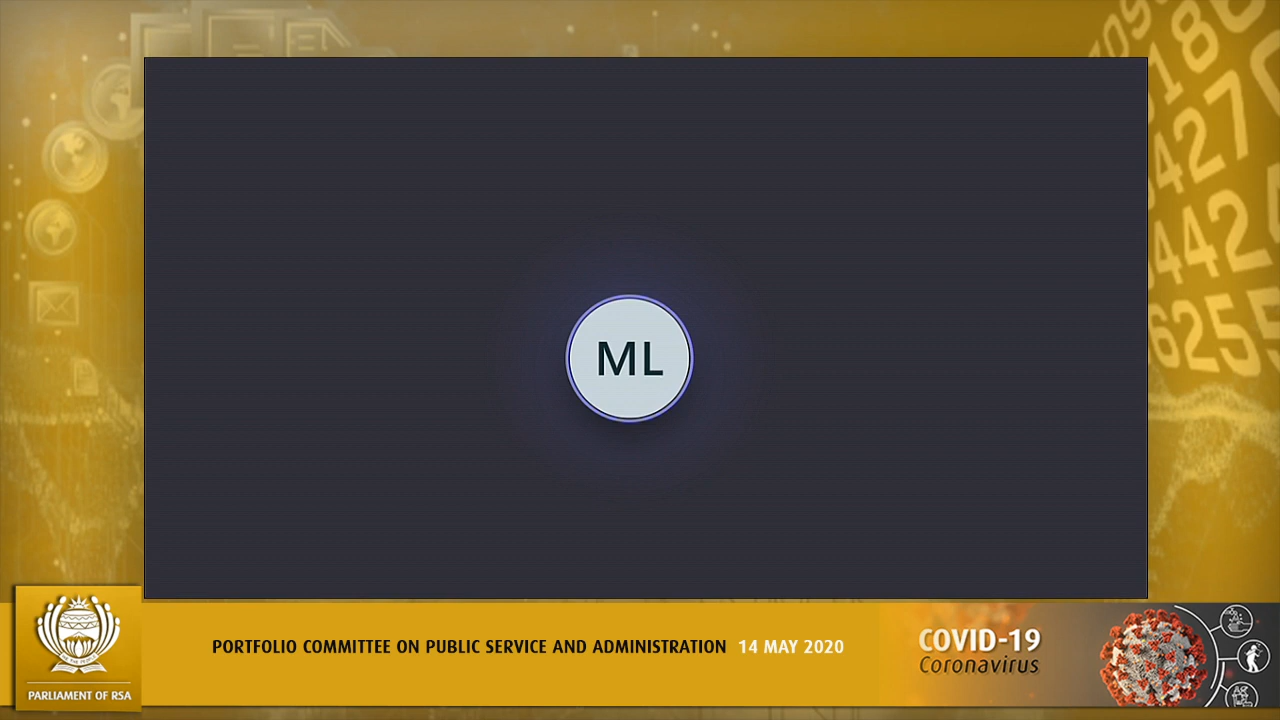 ML
PORTFOLIO COMMITTEE ON PUBLIC SERVICE AND ADMINISTRATION 14 MAY 2020
COVID-19
Coronavirus
PARLIAMENT OF RSA